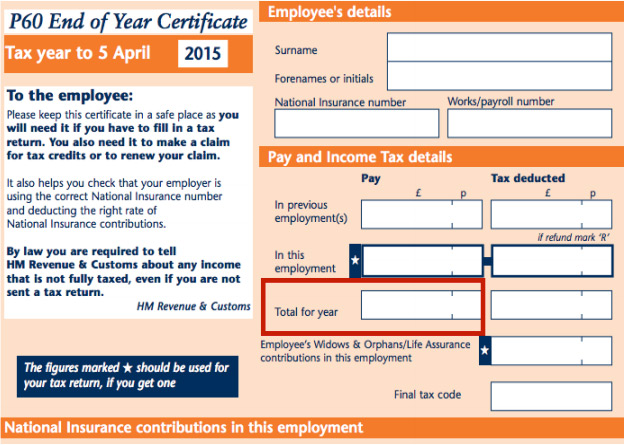 P60 End of Year Certificate
Tax year to 5 April 2015
To the employee:
Please keep this certificate in a safe place as you
will need it if you have to fill in a tax
return. You also need it to make a claim
for tax credits or to renew your claim.
It also helps you check that your employer is
using the correct National Insurance number
and deducting the right rate of
National Insurance contributions.
By law you are required to tell
HM Revenue & Customs about any income
that is not fully taxed, even if you are not
sent a tax return.
HM Revenue & Customs
The figures marked ★ should be used for
your tax return, if you get one
Employee's details
Surname
Forenames or initials
National Insurance number Works/payroll number
Pay and Income Tax details
Pay Tax deducted
£ p £ p
In previous
employment(s)
if refund mark 'R'
In this
employment ★
Total for year
Employee's Widows & Orphans/Life Assurance
contributions in this employment ★
Final tax code
National Insurance contributions in this employment